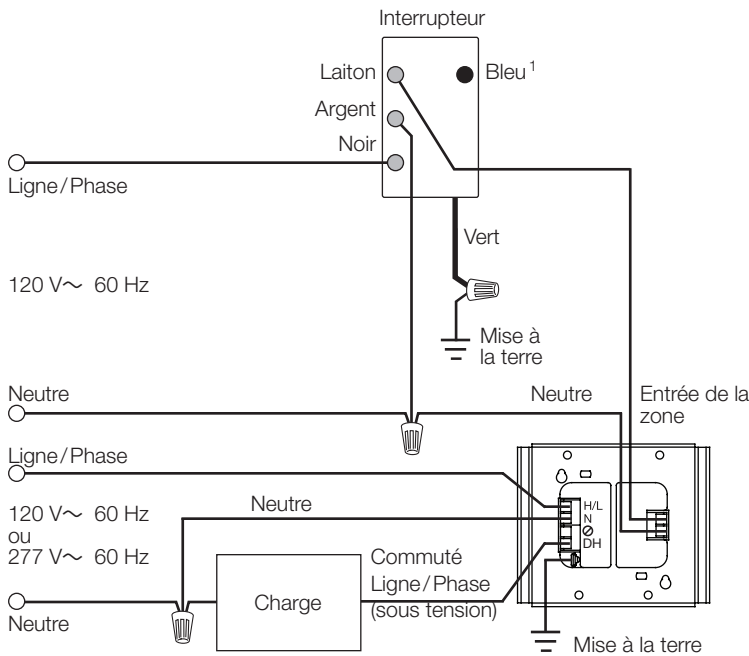 Interrupteur
Laiton
Bleu 1
Argent
Noir
Ligne/Phase
Vert
120 V~ 60 Hz
Mise à
la terre
Neutre
Neutre
Entrée de la
zone
Ligne/Phase
120 V~ 60 Hz
ou
277 V~ 60 Hz
Neutre
H/L
N
DH
Commuté
Ligne/Phase
(sous tension)
Charge
Neutre
Mise à la terre